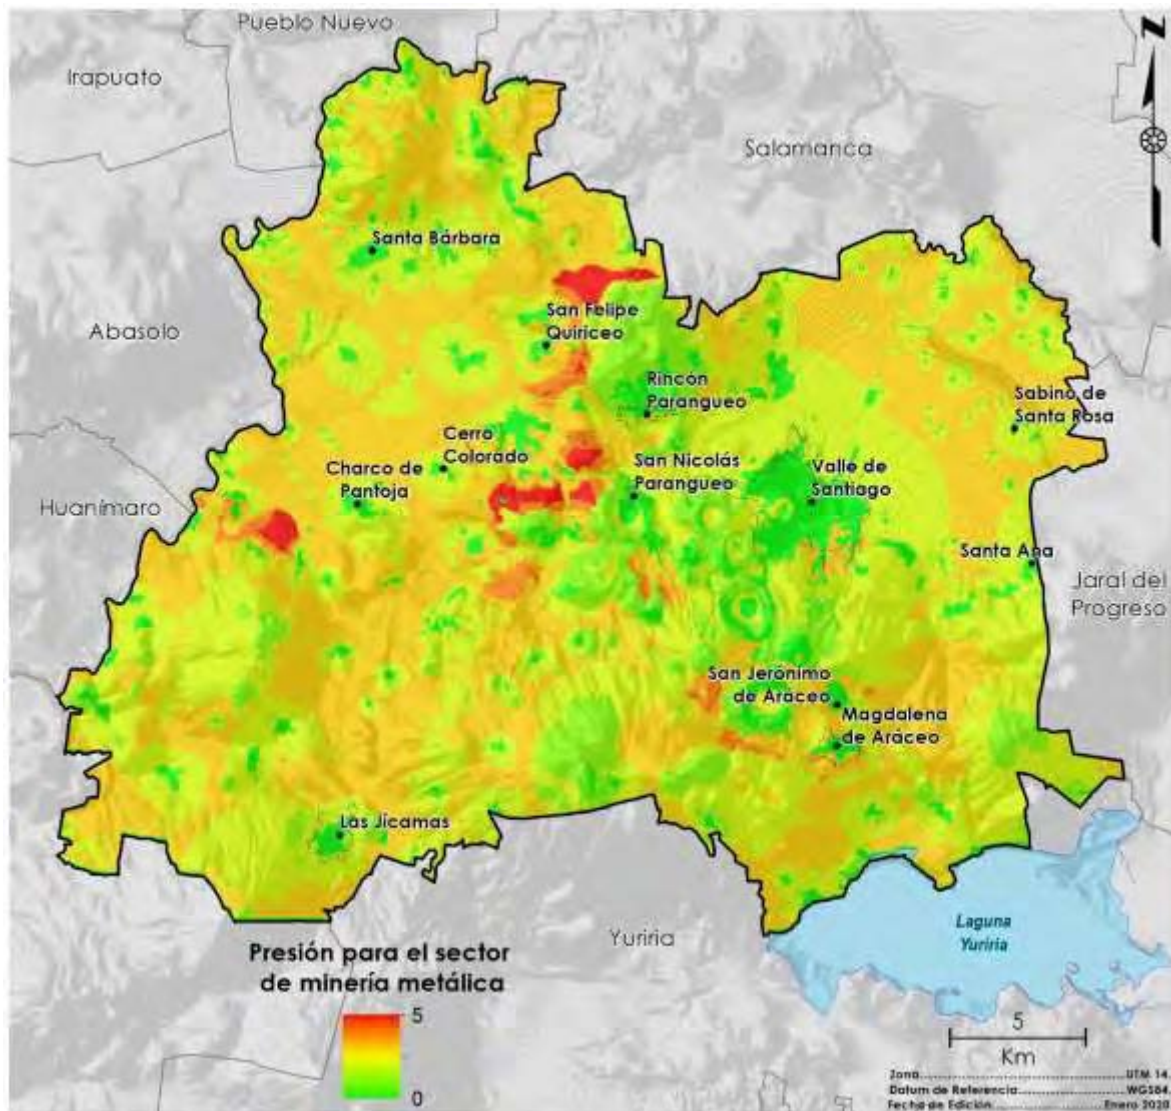 Pueblo Nuevo
Irapuato
Salamanca
Santa Bárbara
Abasolo
San Felipe
Quiriceo
Rincón
Parangueo
Sabino de
Santa Rosa
Cerro
Colorado
Charco de
Pantoja
San Nicolás
Parangueo
Valle de
Santiago
Huanímaro
Santa Ana
Jaral del
Progreso
San Jerónimo
de Aráceo
Magdalena
de Aráceo
Las Jícamas
Yuriria
Laguna
Yuriria
Presión para el sector
de minería metálica
5
0
5
Km
Zona UTM 14
Datum de Referencia WGS84
Fecha de Edición Enero 2020
N